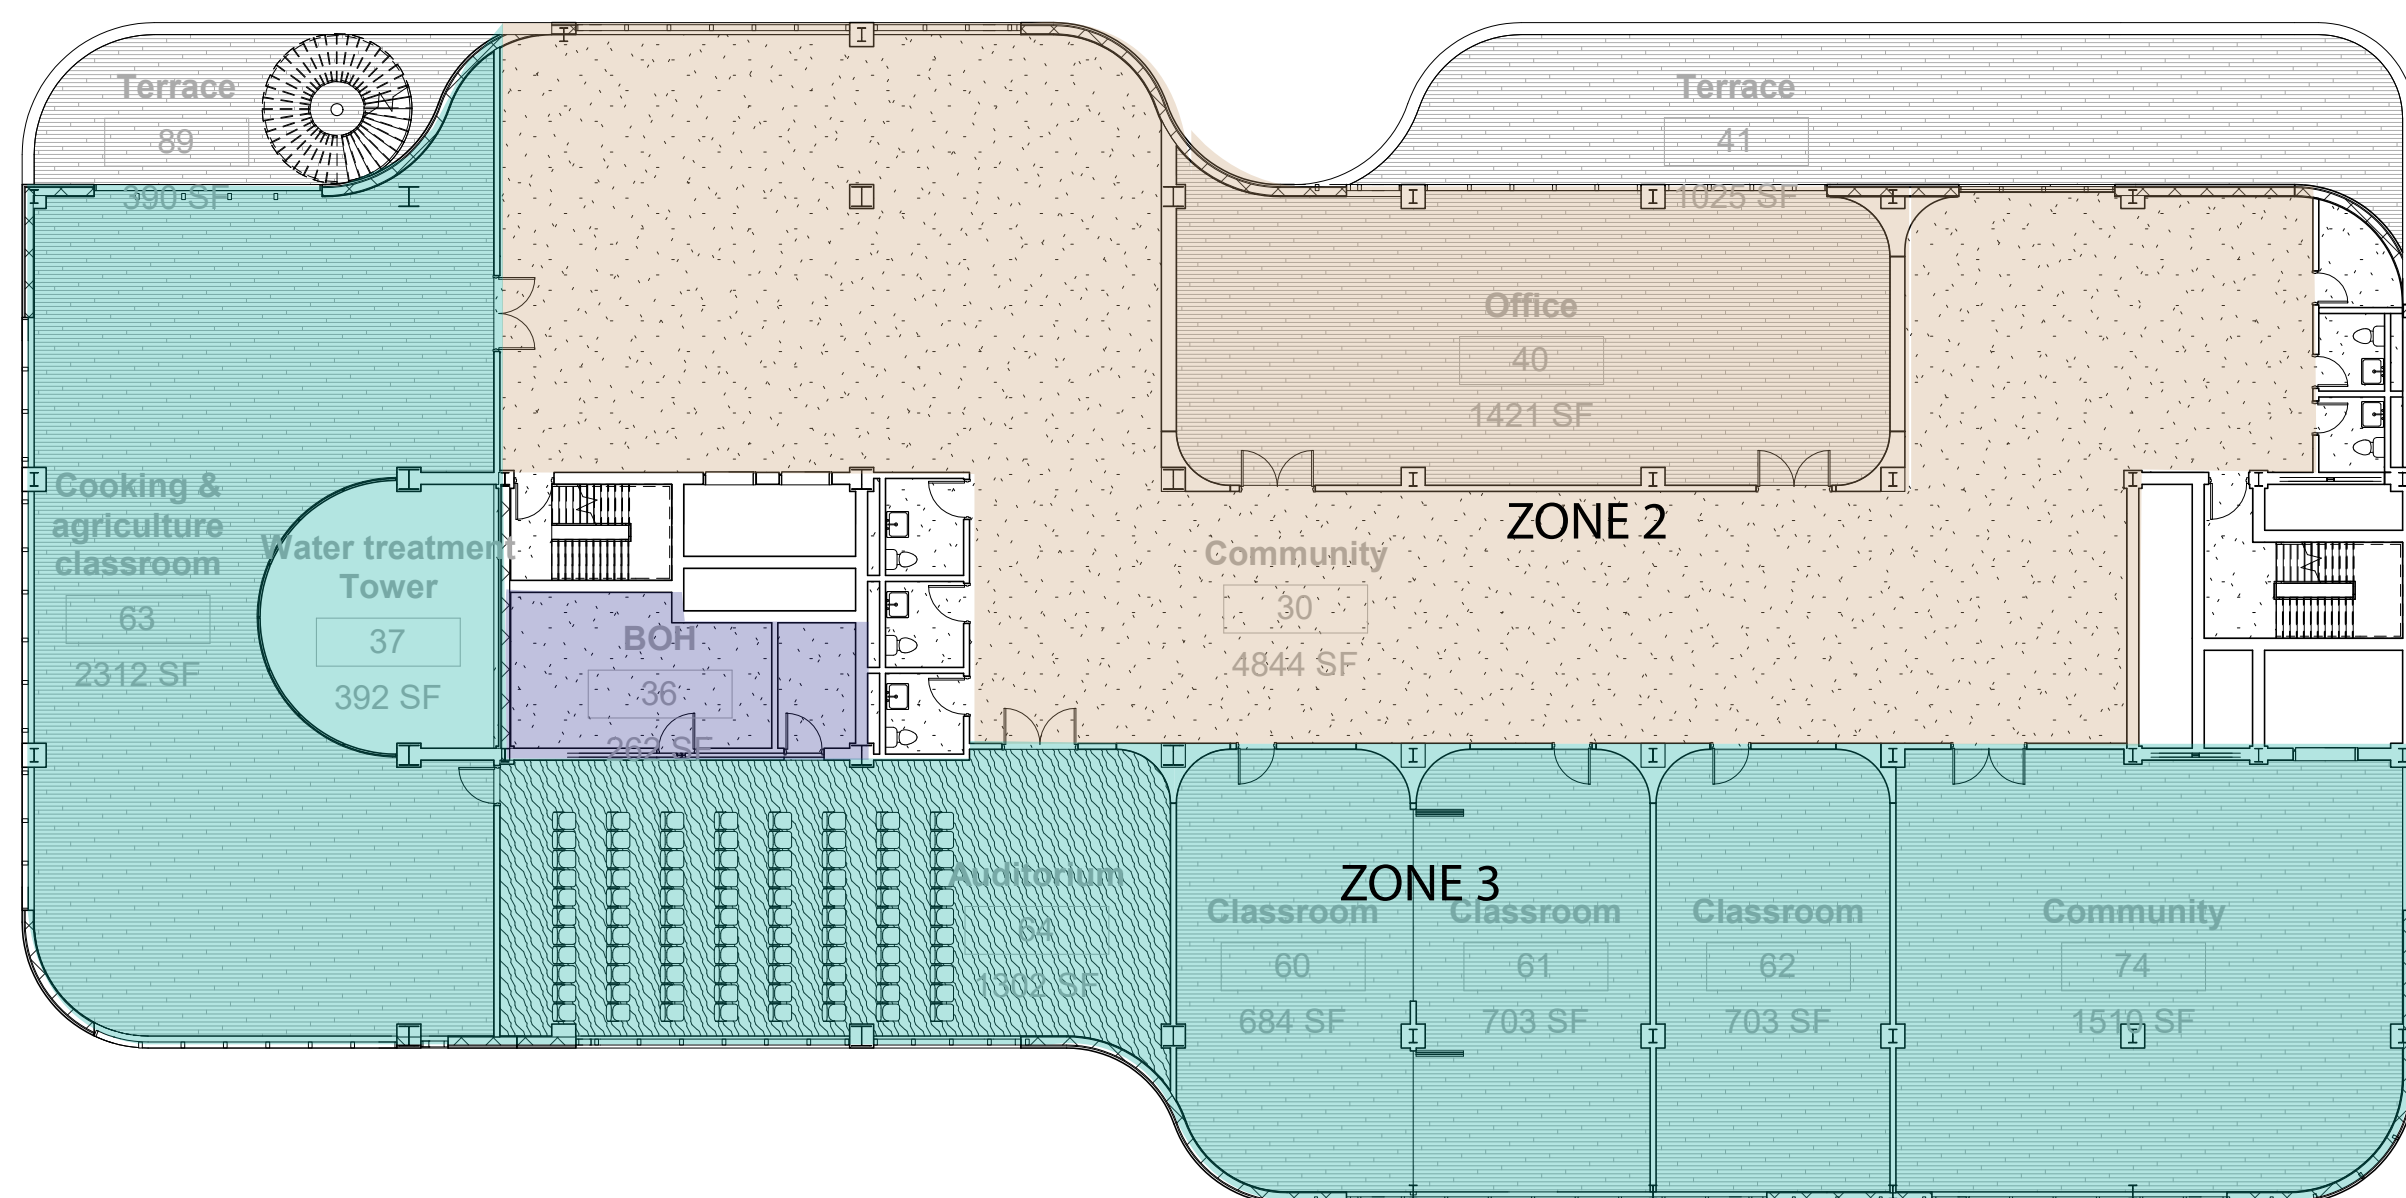 Terrace
89
390 SF
Terrace
41
1025 SF
Office
40
1421 SF
ZONE 2
Cooking &
agriculture
classroom
63
2312 SF
Water treatment
Tower
37
392 SF
BOH
36
262 SF
Community
30
4844 SF
ZONE 3
Auditorium
64
1302 SF
Classroom
60
684 SF
Classroom
61
703 SF
Classroom
62
703 SF
Community
74
1510 SF